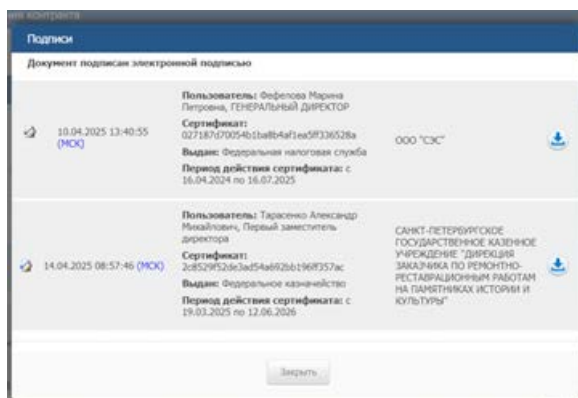 ния контракта
Подписи
Документ подписан электронной подписью
10.04.2025 13:40:55
(МСК)
Пользователь: Фефелова Марина
Петровна, ГЕНЕРАЛЬНЫЙ ДИРЕКТОР
Сертификат:
027187d70054b1ba8b4af1ea5ff336528a
Выдан: Федеральная налоговая служба
Период действия сертификата: с
16.04.2024 по 16.07.2025
ООО "СЭС"
14.04.2025 08:57:46 (МСК)
Пользователь: Тарасенко Александр
Михайлович, Первый заместитель
директора
Сертификат:
2c8529f52de3ad54a692bb196ff357ac
Выдан: Федеральное казначейство
Период действия сертификата: с
19.03.2025 по 12.06.2026
САНКТ-ПЕТЕРБУРГСКОЕ
ГОСУДАРСТВЕННОЕ КАЗЕННОЕ
УЧРЕЖДЕНИЕ "ДИРЕКЦИЯ
ЗАКАЗЧИКА ПО РЕМОНТНО-
РЕСТАВРАЦИОННЫМ РАБОТАМ
НА ПАМЯТНИКАХ ИСТОРИИ И
КУЛЬТУРЫ"
Закрыть